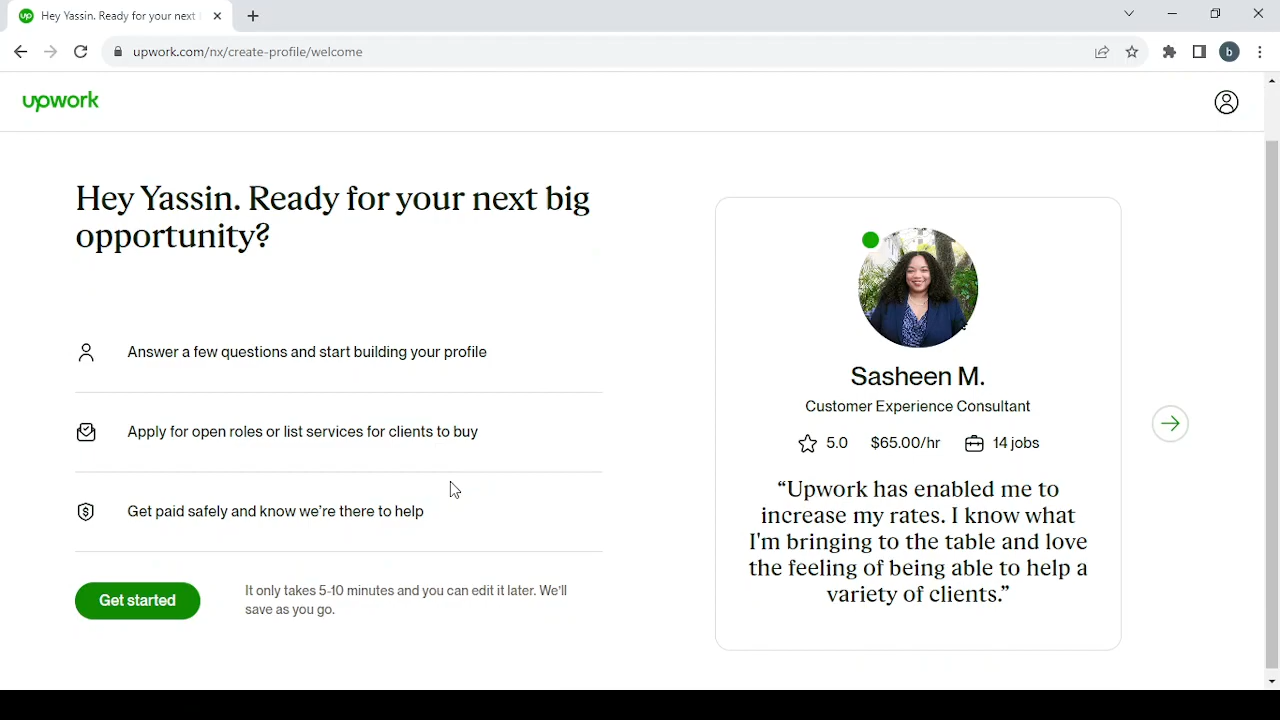 Hey Yassin. Ready for your next
upwork.com/nx/create-profile/welcome
b
upwork
Hey Yassin. Ready for your next big
opportunity?
Answer a few questions and start building your profile
Apply for open roles or list services for clients to buy
Get paid safely and know we're there to help
Get started
It only takes 5-10 minutes and you can edit it later. We'll
save as you go.
Sasheen M.
Customer Experience Consultant
5.0 $65.00/hr 14 jobs
“Upwork has enabled me to
increase my rates. I know what
I'm bringing to the table and love
the feeling of being able to help a
variety of clients.”